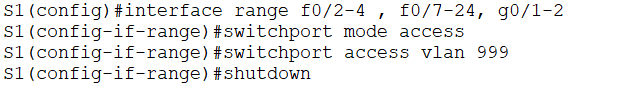 S1(config)#interface range f0/2-4 , f0/7-24, g0/1-2
S1(config-if-range)#switchport mode access
S1(config-if-range)#switchport access vlan 999
S1(config-if-range)#shutdown